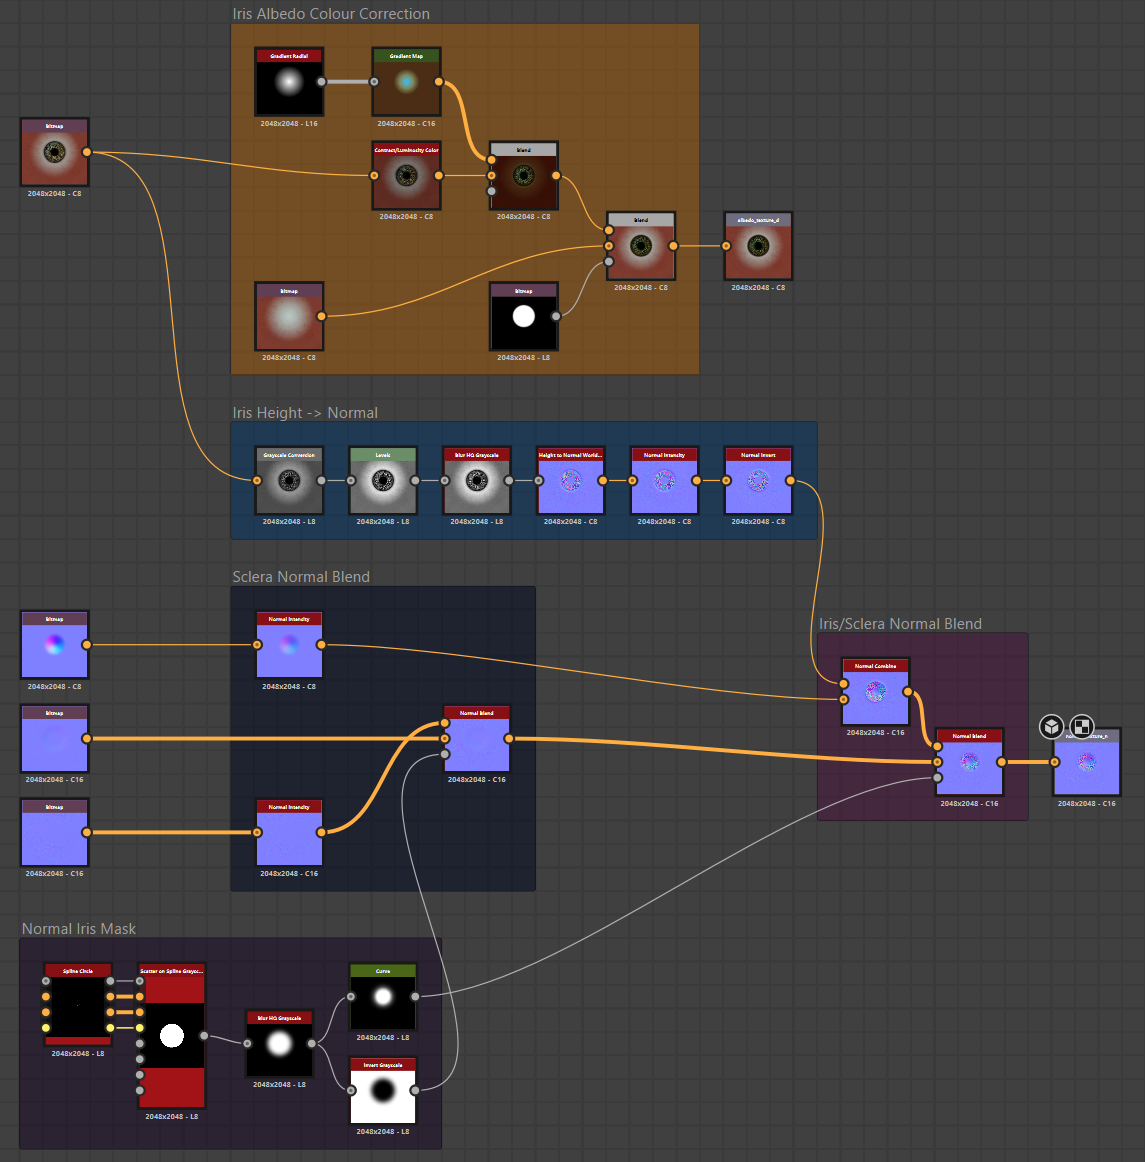 Iris Albedo Colour Correction
Gradient Radial
2048x2048 - L16
Gradient Map
2048x2048 - C16
Bitmap
2048x2048 - C8
Contrast/Luminosity Color
2048x2048 - C8
Blend
2048x2048 - C8
Blend
2048x2048 - C8
albedo_texture_d
2048x2048 - C8
Bitmap
2048x2048 - C8
Bitmap
2048x2048 - L8
Iris Height -> Normal
Grayscale Conversion
2048x2048 - L8
Levels
2048x2048 - L8
Blur HQ Grayscale
2048x2048 - L8
Height to Normal World...
2048x2048 - C8
Normal Intencity
2048x2048 - C8
Normal Invert
2048x2048 - C8
Sclera Normal Blend
Bitmap
2048x2048 - C8
Normal Intencity
2048x2048 - C8
Bitmap
2048x2048 - C16
Normal Blend
2048x2048 - C16
Bitmap
2048x2048 - C16
Normal Intencity
2048x2048 - C16
Iris/Sclera Normal Blend
Normal Combine
2048x2048 - C16
Normal Blend
2048x2048 - C16
2048x2048 - C16
Normal Iris Mask
Spline Circle
2048x2048 - L8
Scatter on Spline Graysc...
2048x2048 - L8
Blur HQ Grayscale
2048x2048 - L8
Curve
2048x2048 - L8
Invert Grayscale
2048x2048 - L8